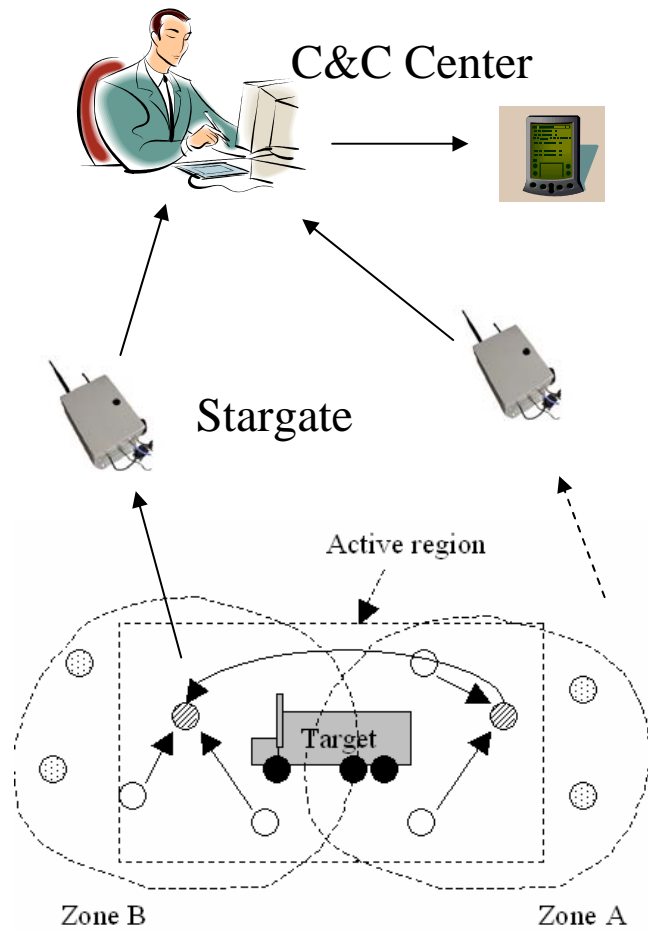 C&C Center
Stargate
Active region
Target
Zone B
Zone A